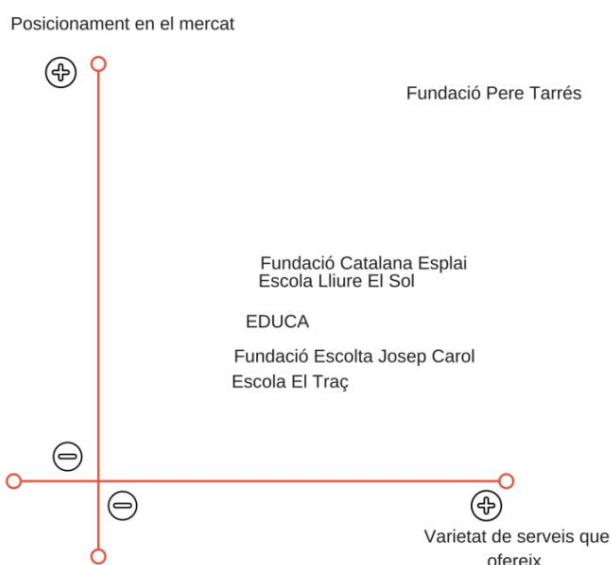 Posicionament en el mercat
Fundació Pere Tarrés
Fundació Catalana Esplai
Escola Lliure El Sol
EDUCA
Fundació Escolta Josep Carol
Escola El Traç
Varietat de serveis que
ofereix